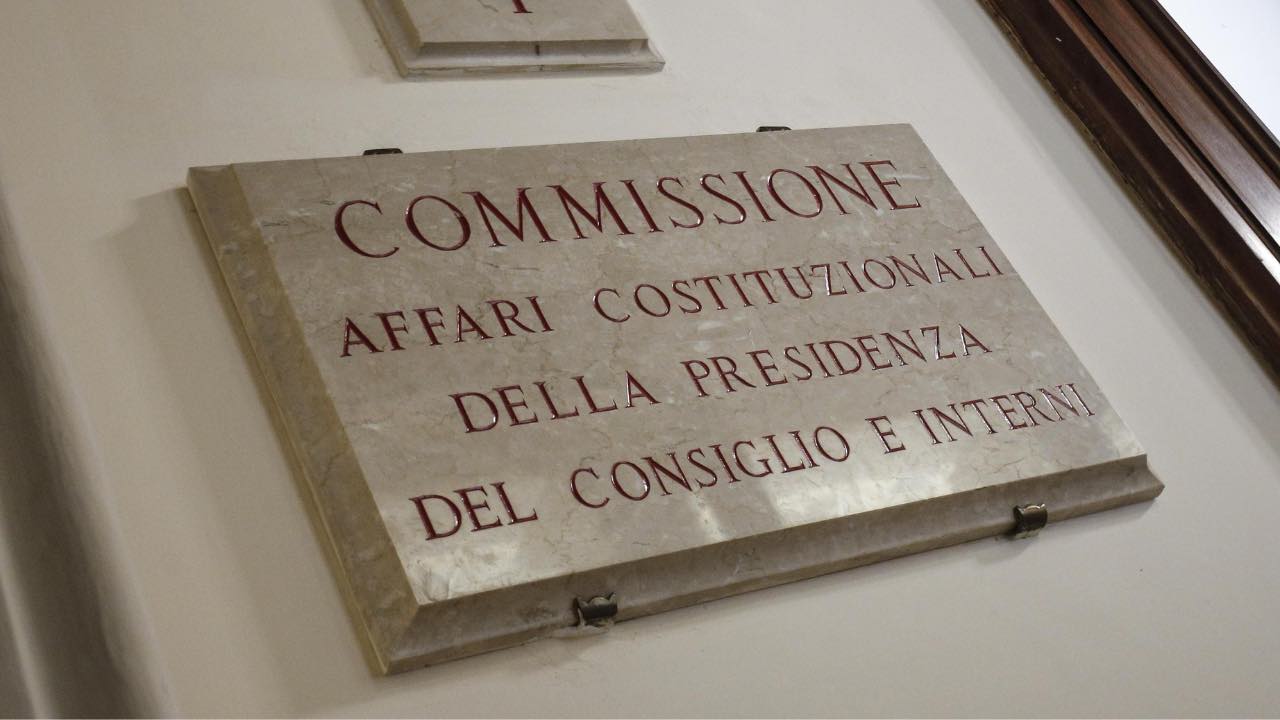 I
COMMISSIONE
AFFARI COSTITUZIONALI
DELLA PRESIDENZA
DEL CONSIGLIO E INTERNI